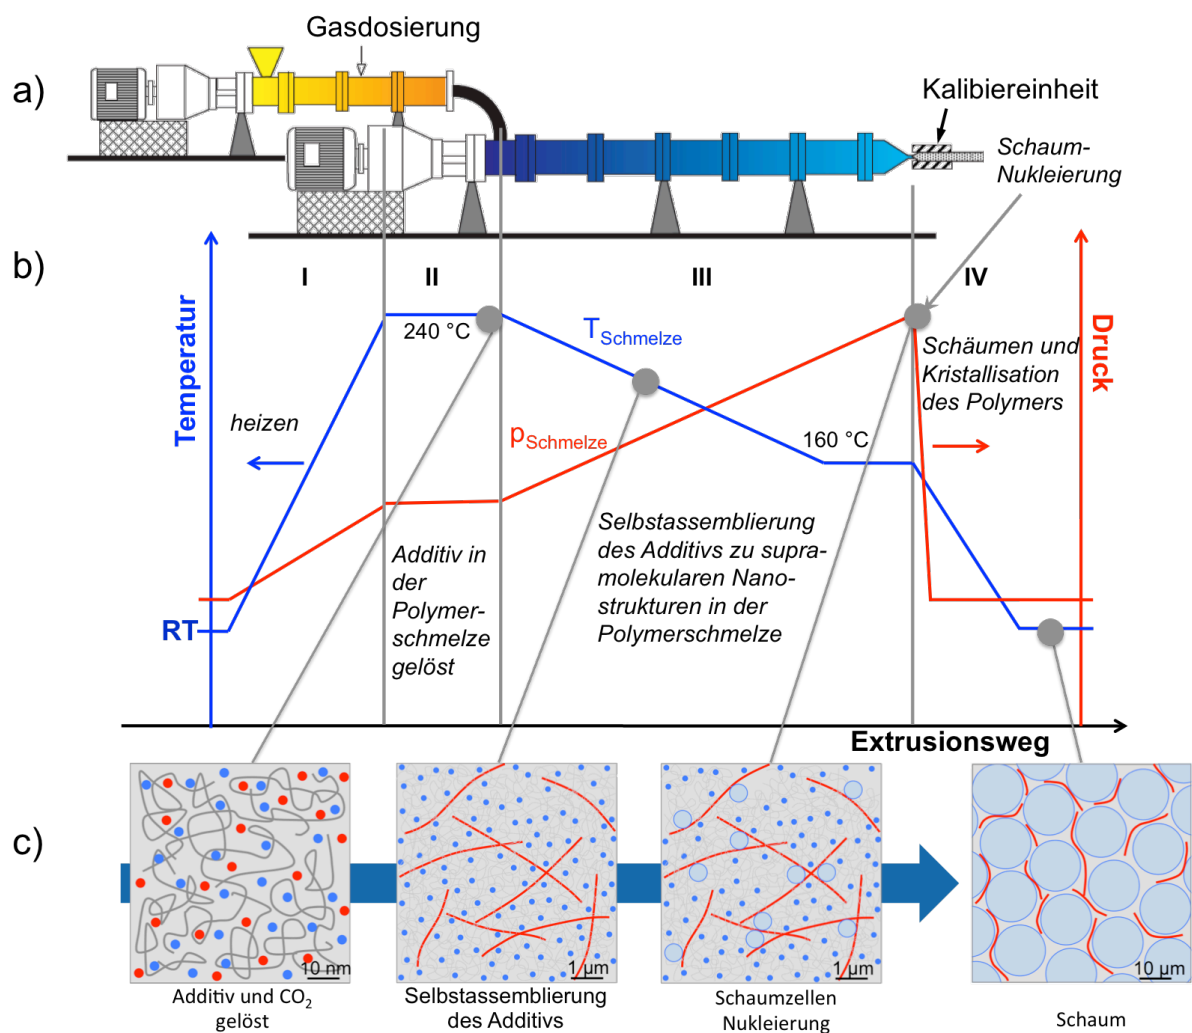 a)
Gasdosierung
Kalibiereinheit
Schaum-
Nukleierung
b)
I
II
III
IV
Temperatur
Druck
240 °C
T Schmelze
heizen
p Schmelze
160 °C
Schäumen und
Kristallisation
des Polymers
Additiv in
der
Polymer-
schmelze
gelöst
Selbstassemblierung
des Additivs zu supra-
molekularen Nano-
strukturen in der
Polymerschmelze
RT
Extrusionsweg
c)
10 nm
1 µm
1 µm
10 µm
Additiv und CO₂
gelöst
Selbstassemblierung
des Additivs
Schaumzellen
Nukleierung
Schaum